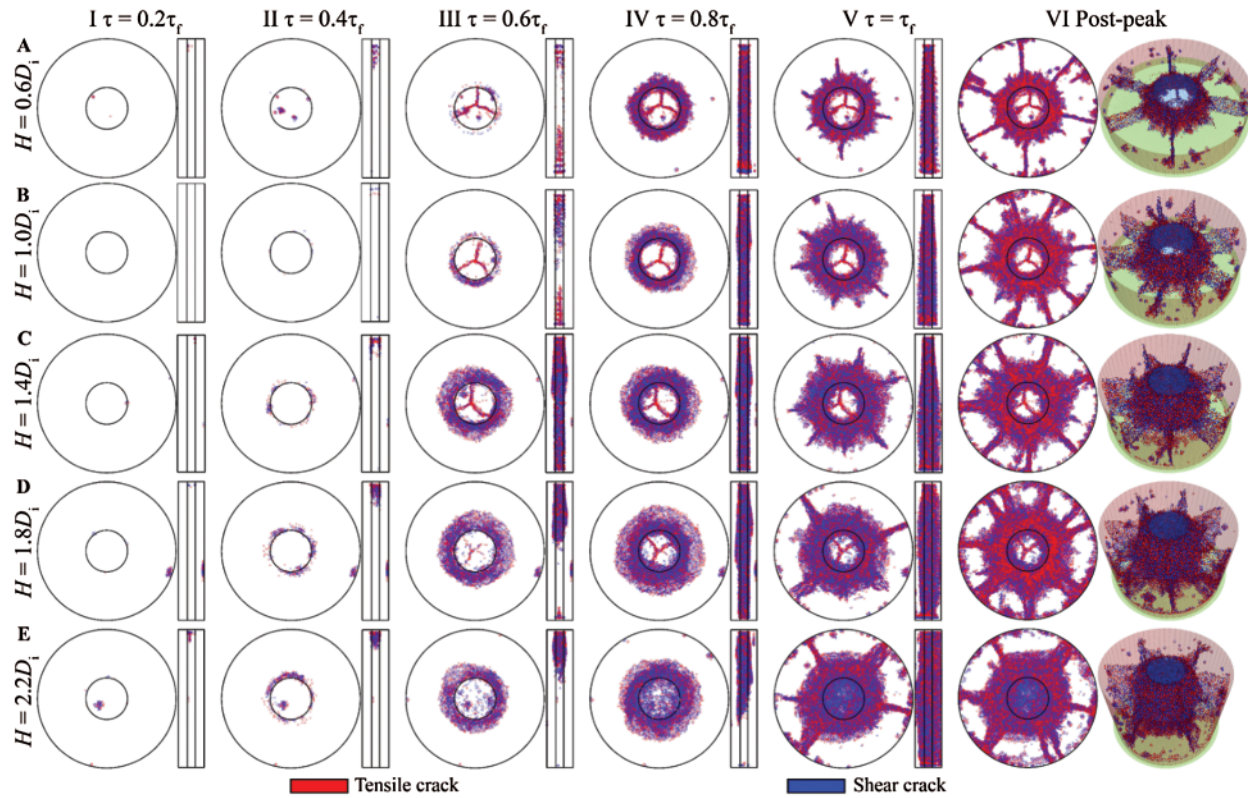 I τ = 0.2τf
II τ = 0.4τf
III τ = 0.6τf
IV τ = 0.8τf
V τ = τf
VI Post-peak
A
H = 0.6Di
B
H = 1.0Di
C
H = 1.4Di
D
H = 1.8Di
E
H = 2.2Di
Tensile crack
Shear crack